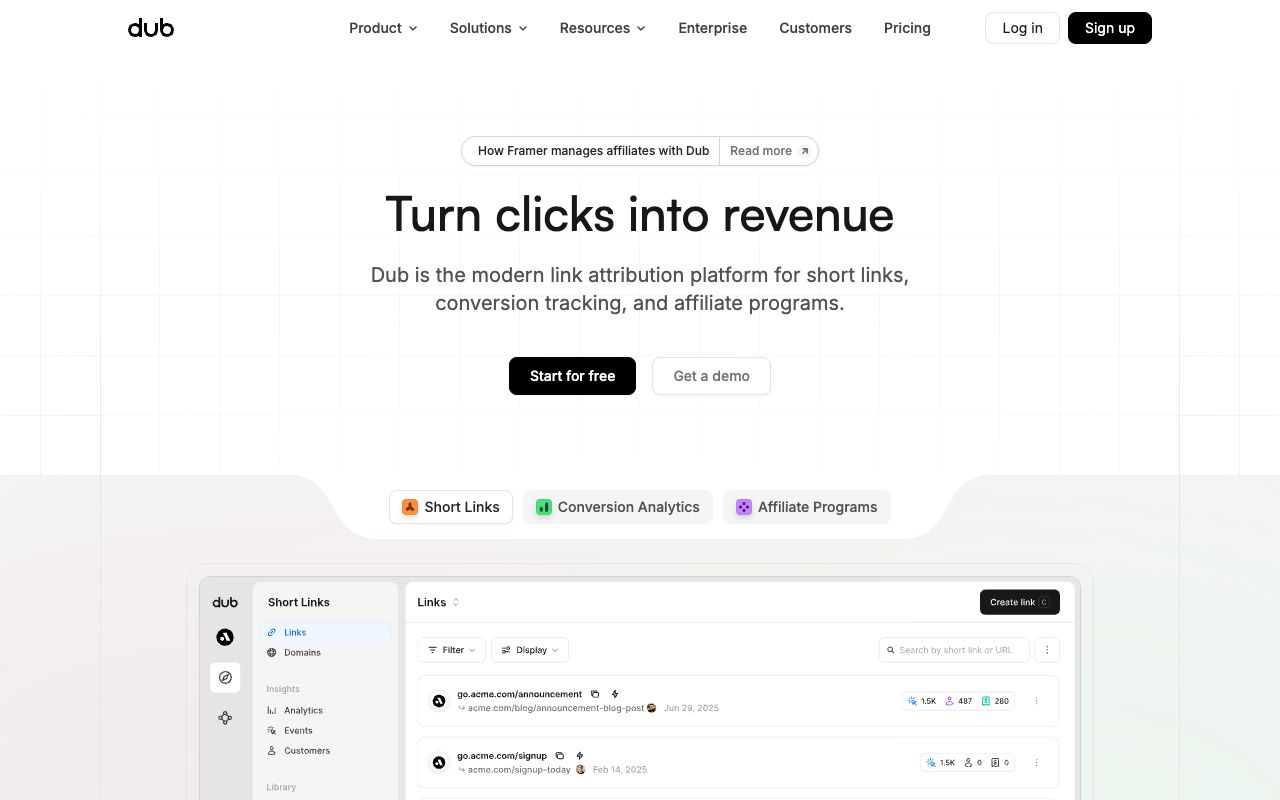 dub
Product
Solutions
Resources
Enterprise
Customers
Pricing
Log in
Sign up
How Framer manages affiliates with Dub
Read more
Turn clicks into revenue
Dub is the modern link attribution platform for short links,
conversion tracking, and affiliate programs.
Start for free
Get a demo
Short Links
Conversion Analytics
Affiliate Programs
dub
Short Links
Links
Domains
Insights
Analytics
Events
Customers
Library
Links
Create link C
Filter
Display
Search by short link or URL
go.acme.com/announcement
acme.com/blog/announcement-blog-post Jun 29, 2025
1.5K 487 280
go.acme.com/signup
acme.com/signup-today Feb 14, 2025
1.5K 0 0